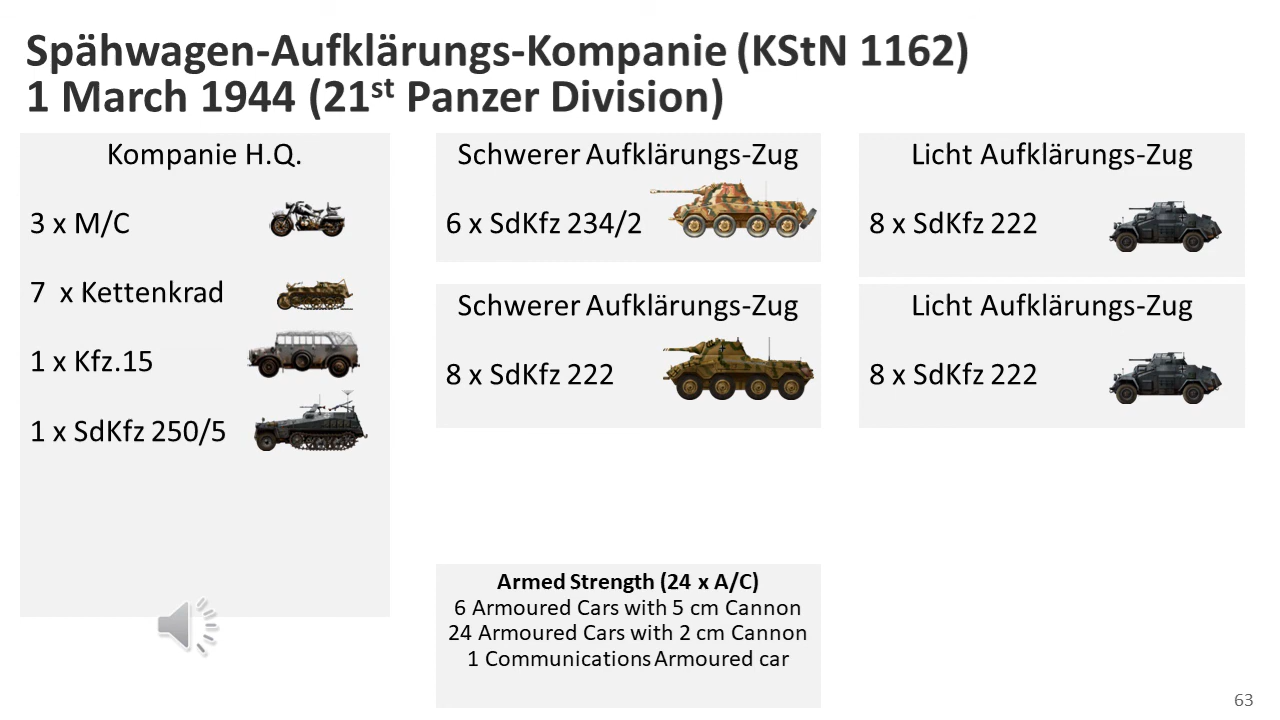 Spähwagen-Aufklärungs-Kompanie (KStN 1162)
1 March 1944 (21st Panzer Division)
Kompanie H.Q.
3 x M/C
7 x Kettenkrad
1 x Kfz.15
1 x SdKfz 250/5
Schwerer Aufklärungs-Zug
6 x SdKfz 234/2
Schwerer Aufklärungs-Zug
8 x SdKfz 222
Licht Aufklärungs-Zug
8 x SdKfz 222
Licht Aufklärungs-Zug
8 x SdKfz 222
Armed Strength (24 x A/C)
6 Armoured Cars with 5 cm Cannon
24 Armoured Cars with 2 cm Cannon
1 Communications Armoured car
63